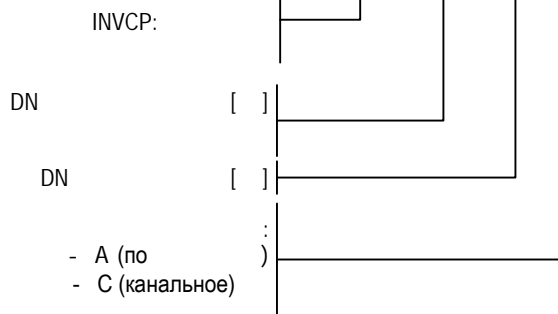 INVCP:
DN [ ]
DN [ ]
:
- А (по )
- С (канальное)